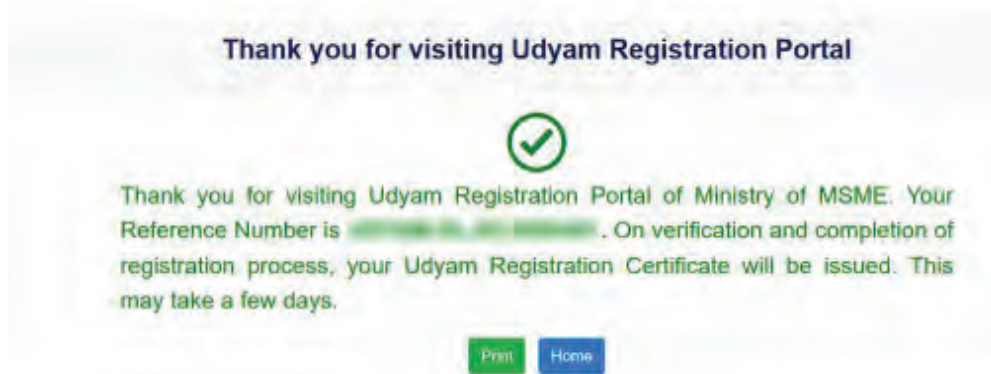 Thank you for visiting Udyam Registration Portal
Thank you for visiting Udyam Registration Portal of Ministry of MSME. Your
Reference Number is . On verification and completion of
registration process, your Udyam Registration Certificate will be issued. This
may take a few days.
Print Home